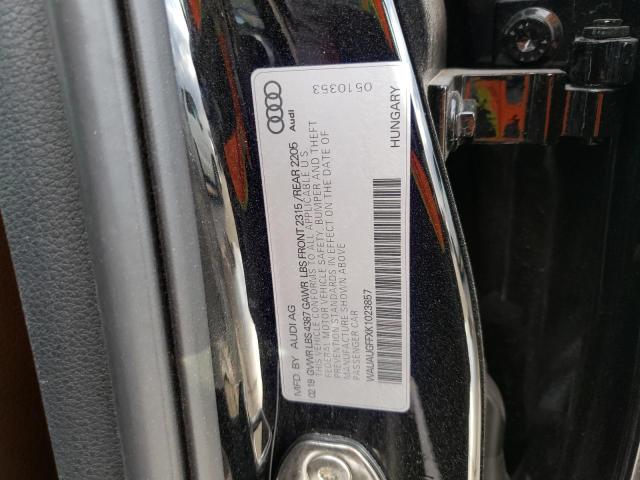 MFD BY AUDI AG
02 19 GVWR LBS 4387 GAWR LBS FRONT 2315 /REAR 2205
THIS VEHICLE CONFORMS TO ALL APPLICABLE U S
FEDERAL MOTOR VEHICLE SAFETY, BUMPER AND THEFT
PREVENTION STANDARDS IN EFFECT ON THE DATE OF
MANUFACTURE SHOWN ABOVE
PASSENGER CAR
WAUAUGFFXK1023857
Audi
0510353
HUNGARY